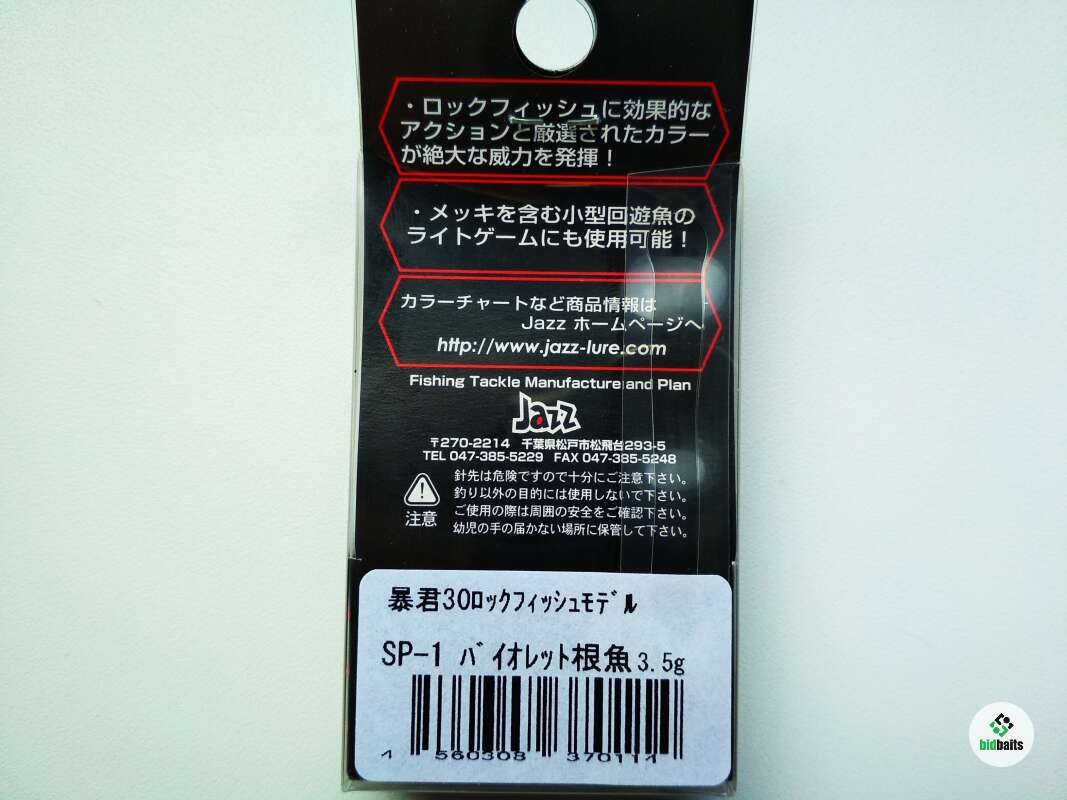 ・ロックフィッシュに効果的な
アクションと厳選されたカラー
が絶大な威力を発揮！
・メッキを含む小型回遊魚の
ライトゲームにも使用可能！
カラーチャートなど商品情報は
Jazz ホームページへ
http://www.jazz-lure.com
Fishing Tackle Manufacture and Plan
Jazz
〒270-2214 千葉県松戸市松飛台293-5
TEL 047-385-5229 FAX 047-385-5248
針先は危険ですので十分にご注意下さい。
釣り以外の目的には使用しないで下さい。
ご使用の際は周囲の安全をご確認下さい。
幼児の手の届かない場所に保管して下さい。
注意
暴君30ﾛｯｸﾌｨｯｼｭﾓﾃﾞﾙ
SP-1 ﾊﾞｲｵﾚｯﾄ根魚 3.5g
4 560308 370111
bidbaits